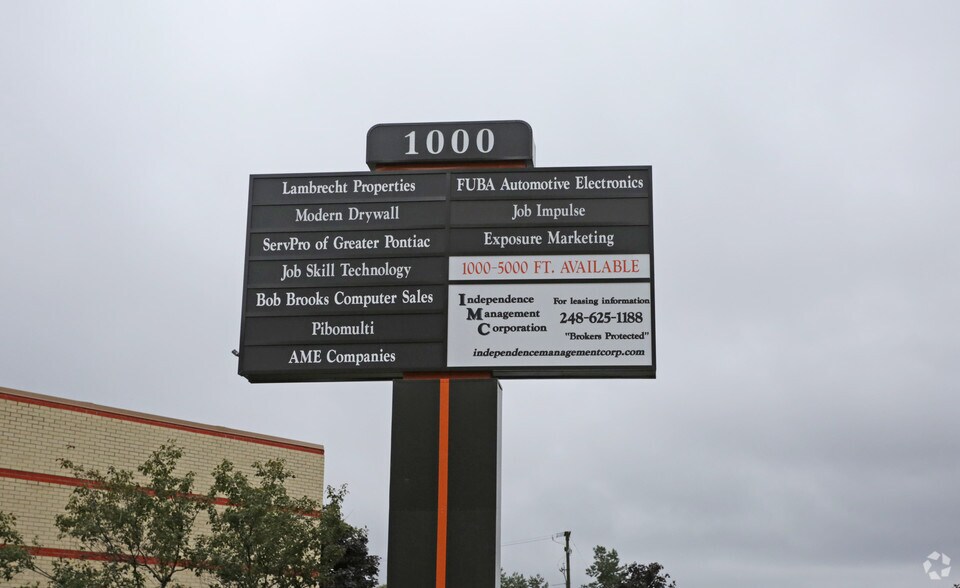 1000
Lambrecht Properties
Modern Drywall
ServPro of Greater Pontiac
Job Skill Technology
Bob Brooks Computer Sales
Pibomulti
AME Companies
FUBA Automotive Electronics
Job Impulse
Exposure Marketing
1000-5000 FT. AVAILABLE
Independence
Management
Corporation
For leasing information
248-625-1188
"Brokers Protected"
independencemanagementcorp.com